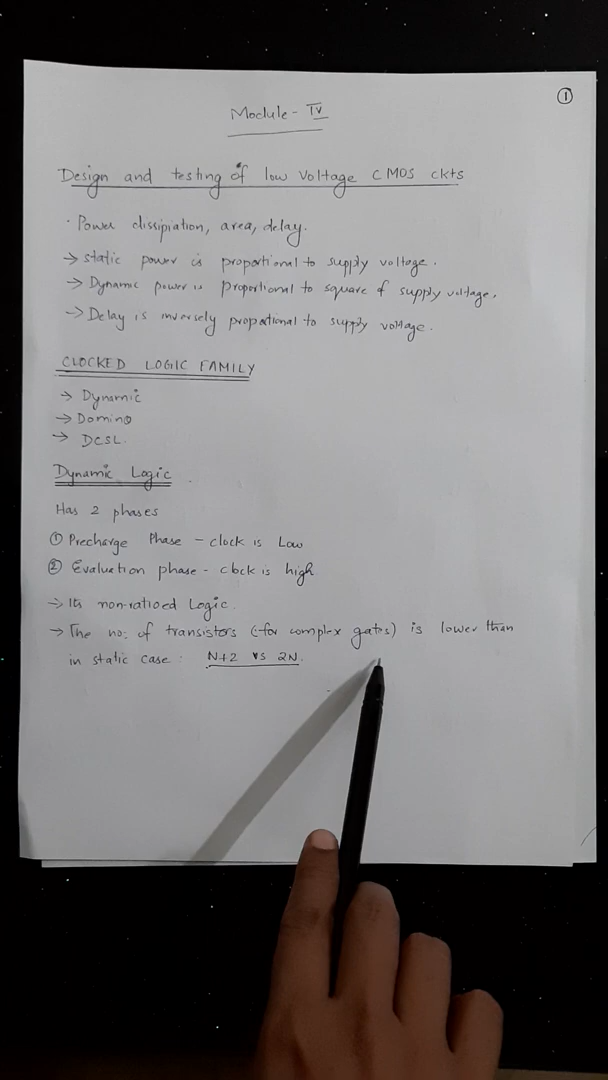 ①
Module - IV
Design and testing of low Voltage CMOS ckts
· Power dissipiation, area, delay.
→ static power is proportional to supply voltage.
→ Dynamic power is proportional to square of supply voltage.
→ Delay is inversely proportional to supply voltage.
CLOCKED LOGIC FAMILY
→ Dynamic
→ Domino
→ DCSL.
Dynamic Logic
Has 2 phases
① Precharge Phase - clock is Low
② Evaluation phase - clock is high
→ Its non-ratioed Logic.
→ The no: of transistors (for complex gates) is lower than
in static case: N+2 vs 2N.